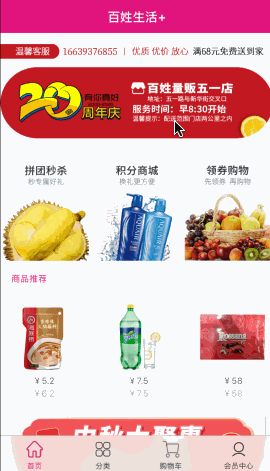 百姓生活+
温馨客服 16639376855 | 优质 优价 放心 满68元免费送到家
20 有你真好
周年庆
百姓量贩五一店
地址：五一路与新华街交叉口
服务时间：早8:30开始
温馨提示：配送范围门店两公里之内
拼团秒杀 积分商城 领券购物
秒专属好礼 换礼更方便 先领券 再购物
商品推荐
¥ 5.2 ¥ 7.5 ¥ 58
¥ 6.2 ¥ 7.5 ¥ 58
中秋大聚惠
首页 分类 购物车 会员中心